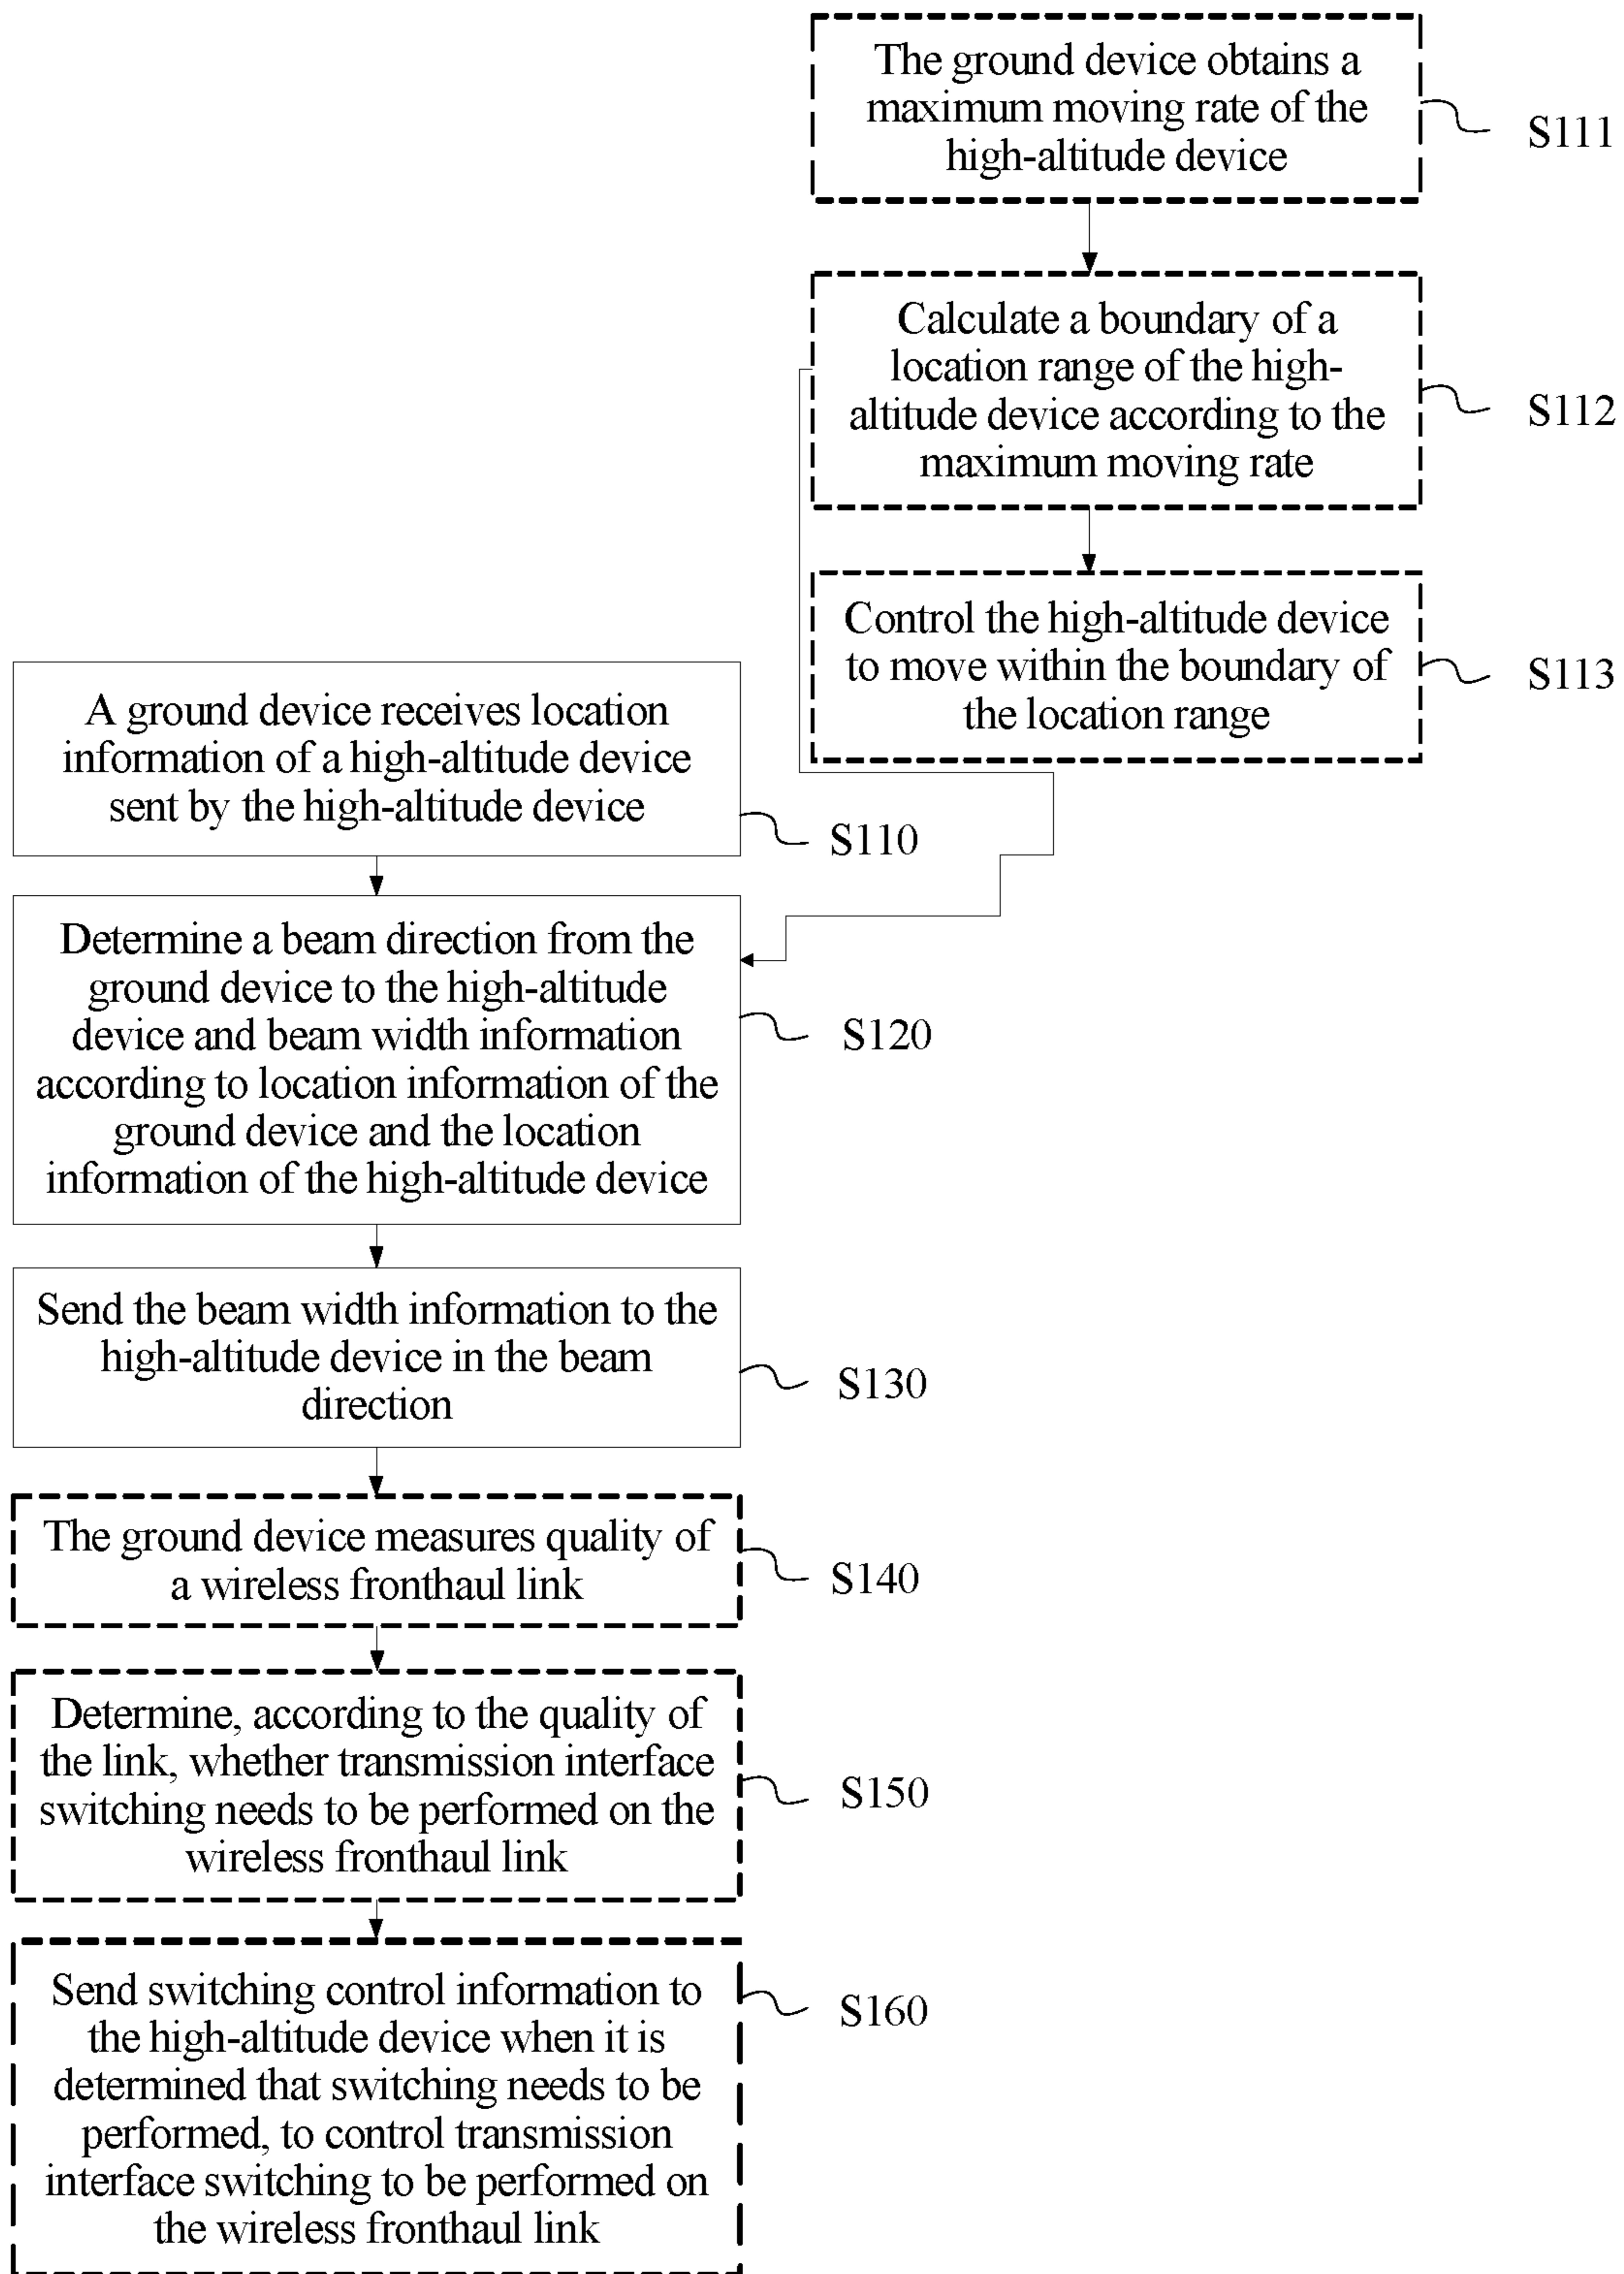 The ground device obtains a
maximum moving rate of the
high-altitude device
S111
Calculate a boundary of a
location range of the high-
altitude device according to the
maximum moving rate
S112
Control the high-altitude device
to move within the boundary of
the location range
S113
A ground device receives location
information of a high-altitude device
sent by the high-altitude device
S110
Determine a beam direction from the
ground device to the high-altitude
device and beam width information
according to location information of the
ground device and the location
information of the high-altitude device
S120
Send the beam width information to the
high-altitude device in the beam
direction
S130
The ground device measures quality of
a wireless fronthaul link
S140
Determine, according to the quality of
the link, whether transmission interface
switching needs to be performed on the
wireless fronthaul link
S150
Send switching control information to
the high-altitude device when it is
determined that switching needs to be
performed, to control transmission
interface switching to be performed on
the wireless fronthaul link
S160